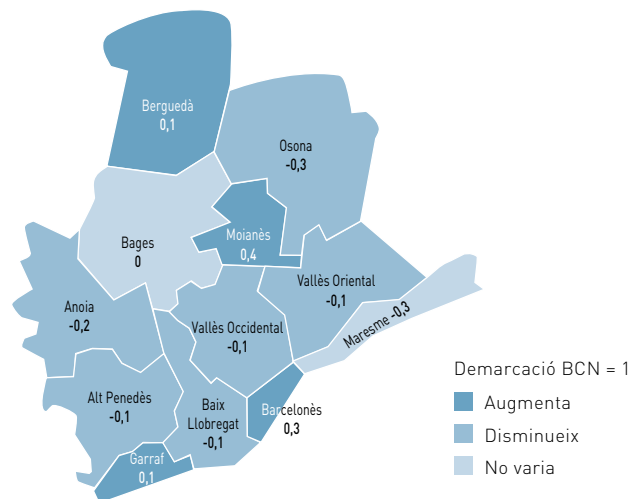 Berguedà
0,1
Osona
-0,3
Moianès
0,4
Bages
0
Vallès Oriental
-0,1
Anoia
-0,2
Maresme -0,3
Vallès Occidental
-0,1
Alt Penedès
-0,1
Baix
Llobregat
-0,1
Barcelonès
0,3
Garraf
0,1
Demarcació BCN = 1
Augmenta
Disminueix
No varia